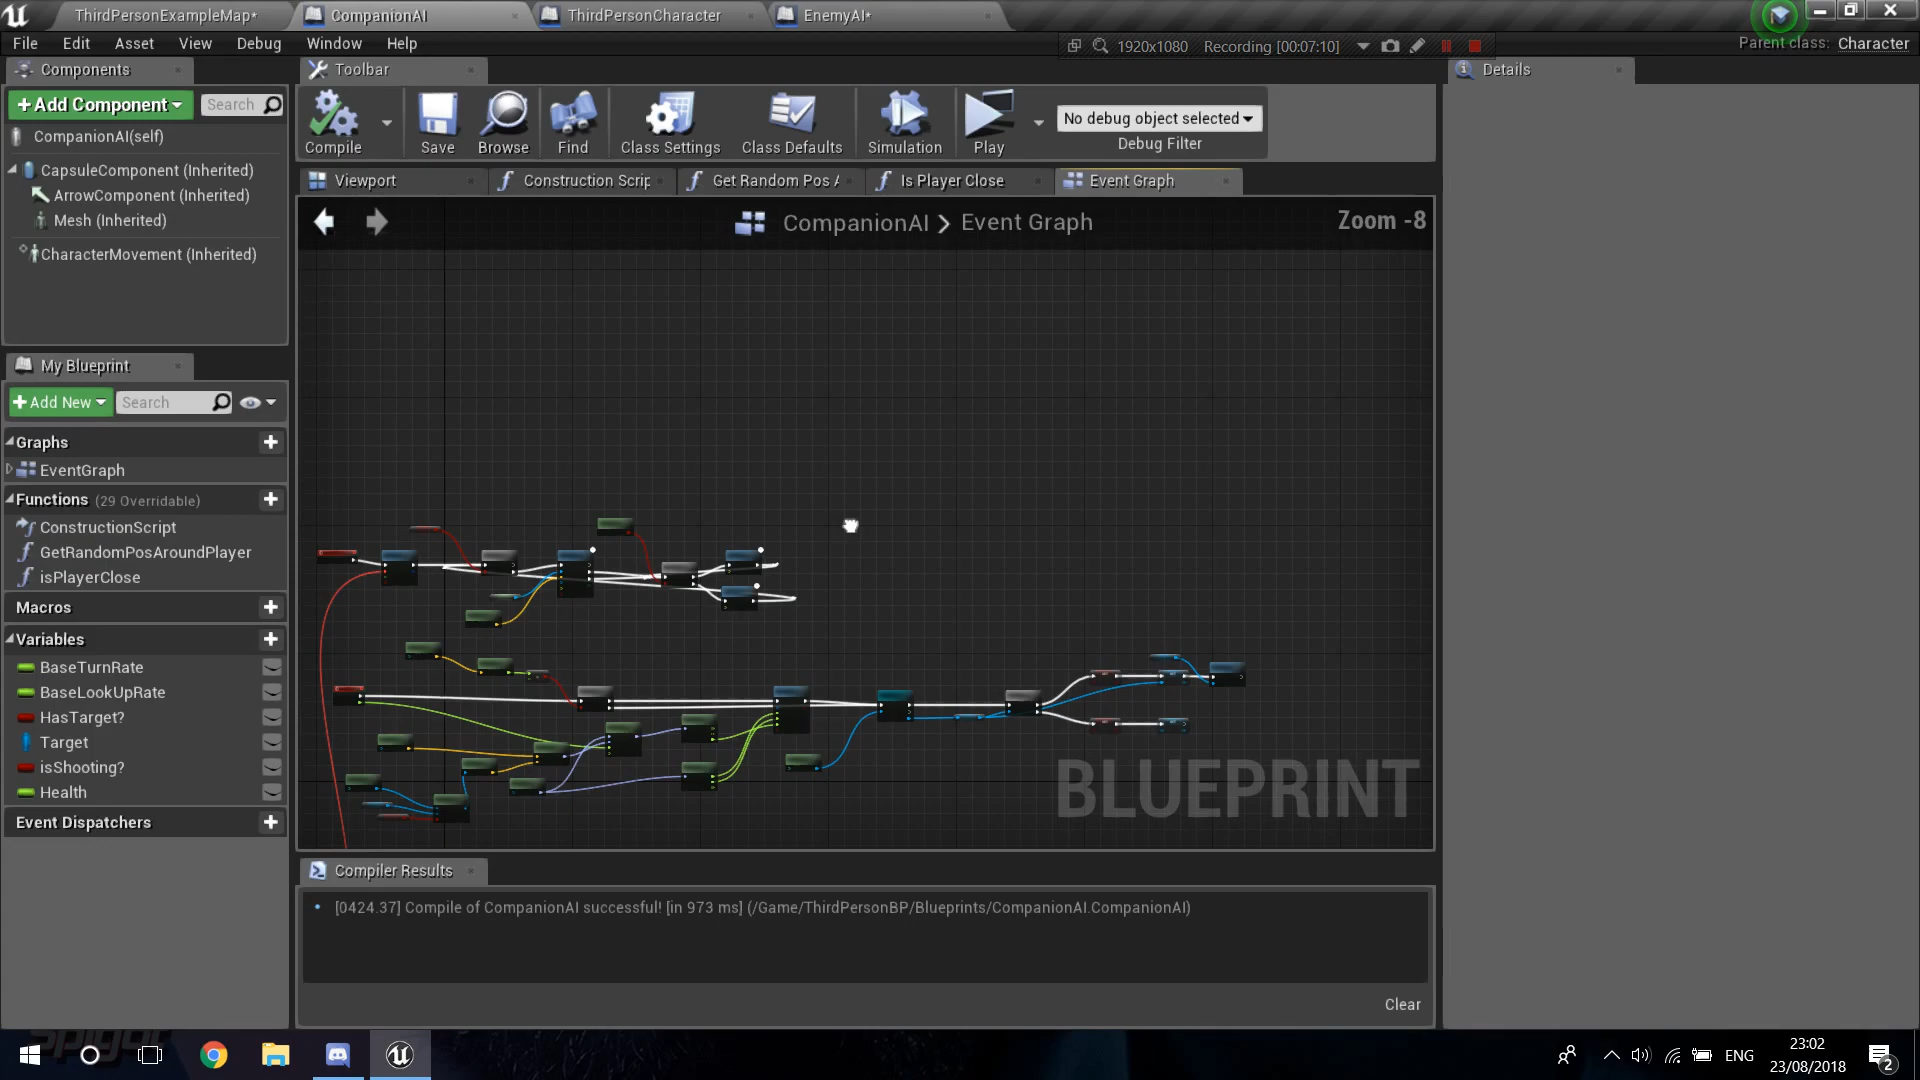 ThirdPersonExampleMap*
CompanionAI
ThirdPersonCharacter
EnemyAI*
File Edit Asset View Debug Window Help
1920x1080 Recording [00:07:10]
Parent class: Character
Components
Toolbar
Details
+Add Component
Search
CompanionAI(self)
CapsuleComponent (Inherited)
ArrowComponent (Inherited)
Mesh (Inherited)
CharacterMovement (Inherited)
Compile
Save
Browse
Find
Class Settings
Class Defaults
Simulation
Play
No debug object selected
Debug Filter
Viewport
Construction Scrip
Get Random Pos A
Is Player Close
Event Graph
CompanionAI > Event Graph
Zoom -8
My Blueprint
+Add New
Search
Graphs
EventGraph
Functions (29 Overridable)
ConstructionScript
GetRandomPosAroundPlayer
isPlayerClose
Macros
Variables
BaseTurnRate
BaseLookUpRate
HasTarget?
Target
isShooting?
Health
Event Dispatchers
BLUEPRINT
Compiler Results
[0424.37] Compile of CompanionAI successful! [in 973 ms] (/Game/ThirdPersonBP/Blueprints/CompanionAI.CompanionAI)
Clear
ENG
23:02
23/08/2018
2